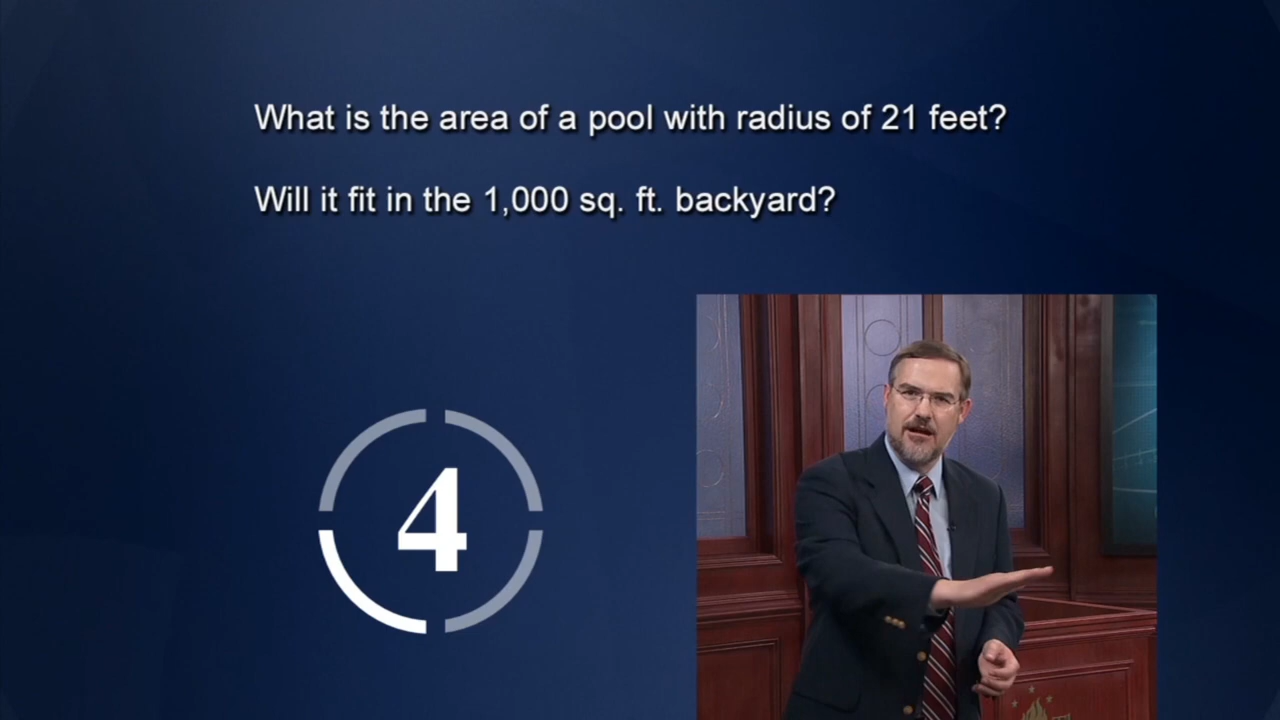 What is the area of a pool with radius of 21 feet?
Will it fit in the 1,000 sq. ft. backyard?
4